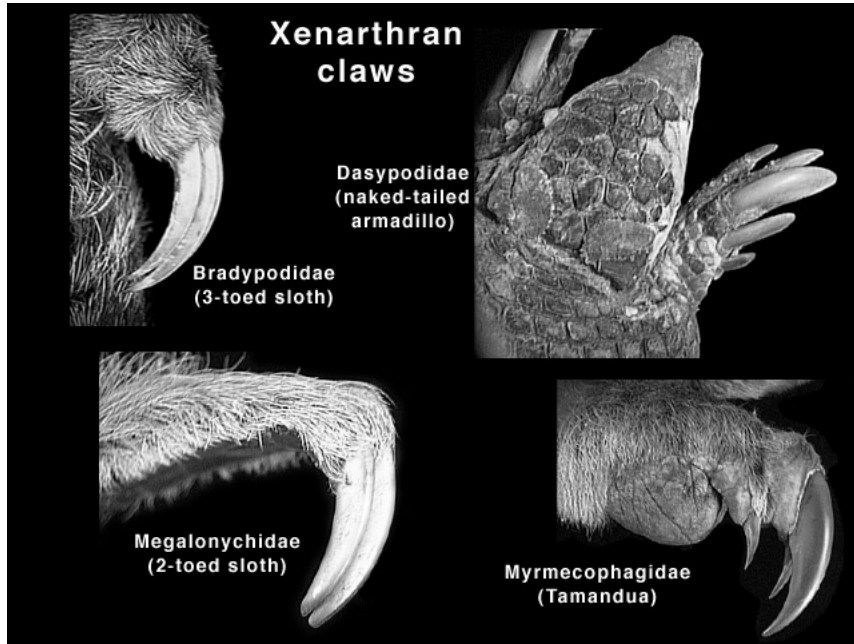 Xenarthran
claws
Dasypodidae
(naked-tailed
armadillo)
Bradypodidae
(3-toed sloth)
Megalonychidae
(2-toed sloth)
Myrmecophagidae
(Tamandua)